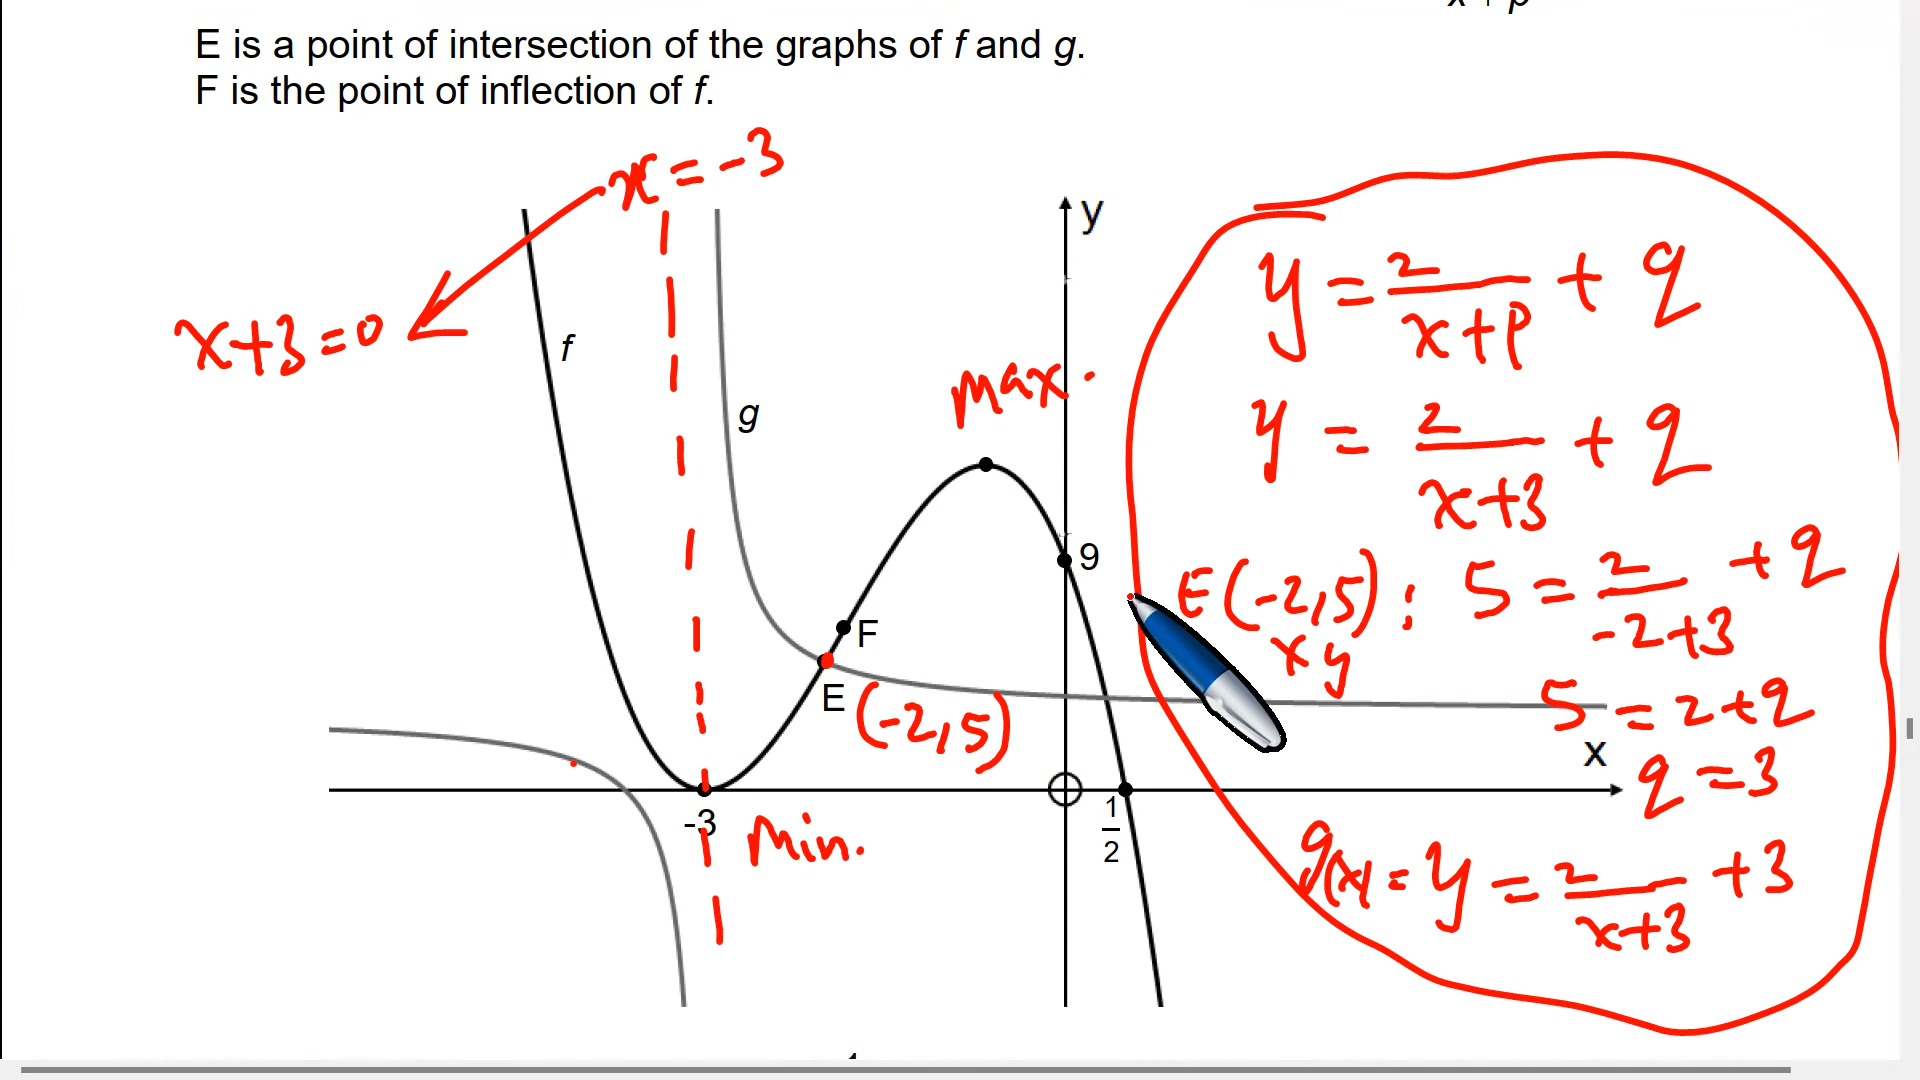 x + p
E is a point of intersection of the graphs of f and g.
F is the point of inflection of f.
x = -3
x+3=0
f
g
y
max.
9
F
E (-2,5)
-3
min.
1/2
x
y = 2/(x+p) + q
y = 2/(x+3) + q
E(-2,5) : 5 = 2/(-2+3) + q
x y
5 = 2+q
q = 3
g(x) = y = 2/(x+3) + 3